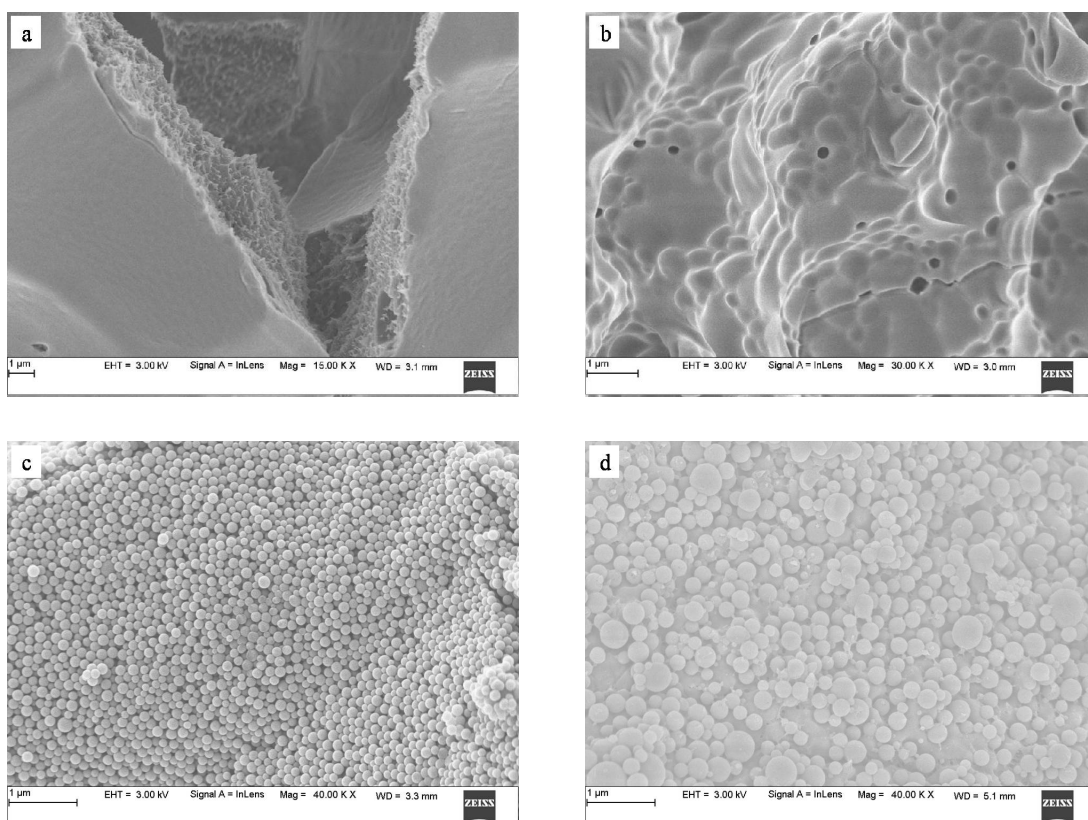 a
1 µm EHT = 3.00 kV Signal A = InLens Mag = 15.00 K X WD = 3.1 mm ZEISS
b
1 µm EHT = 3.00 kV Signal A = InLens Mag = 30.00 K X WD = 3.0 mm ZEISS
c
1 µm EHT = 3.00 kV Signal A = InLens Mag = 40.00 K X WD = 3.3 mm ZEISS
d
1 µm EHT = 3.00 kV Signal A = InLens Mag = 40.00 K X WD = 5.1 mm ZEISS